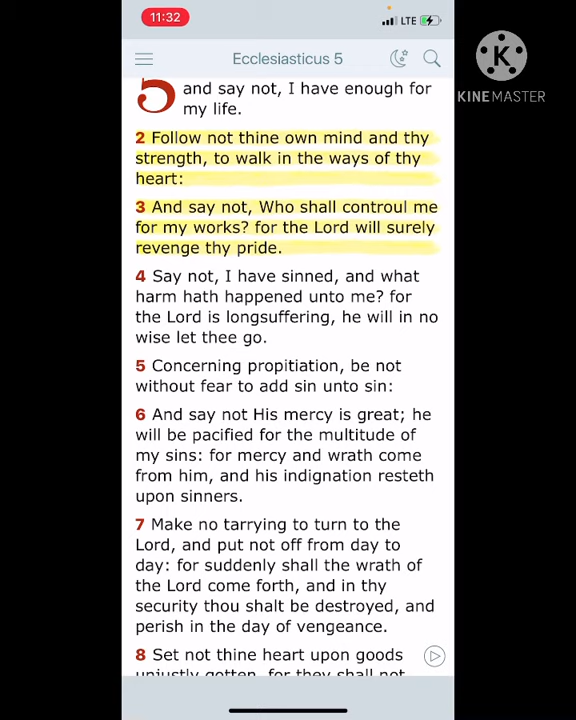 11:32
LTE
Ecclesiasticus 5
K
KINEMASTER
5 and say not, I have enough for
my life.
2 Follow not thine own mind and thy
strength, to walk in the ways of thy
heart:
3 And say not, Who shall controul me
for my works? for the Lord will surely
revenge thy pride.
4 Say not, I have sinned, and what
harm hath happened unto me? for
the Lord is longsuffering, he will in no
wise let thee go.
5 Concerning propitiation, be not
without fear to add sin unto sin:
6 And say not His mercy is great; he
will be pacified for the multitude of
my sins: for mercy and wrath come
from him, and his indignation resteth
upon sinners.
7 Make no tarrying to turn to the
Lord, and put not off from day to
day: for suddenly shall the wrath of
the Lord come forth, and in thy
security thou shalt be destroyed, and
perish in the day of vengeance.
8 Set not thine heart upon goods
unjustly gotten, for they shall not